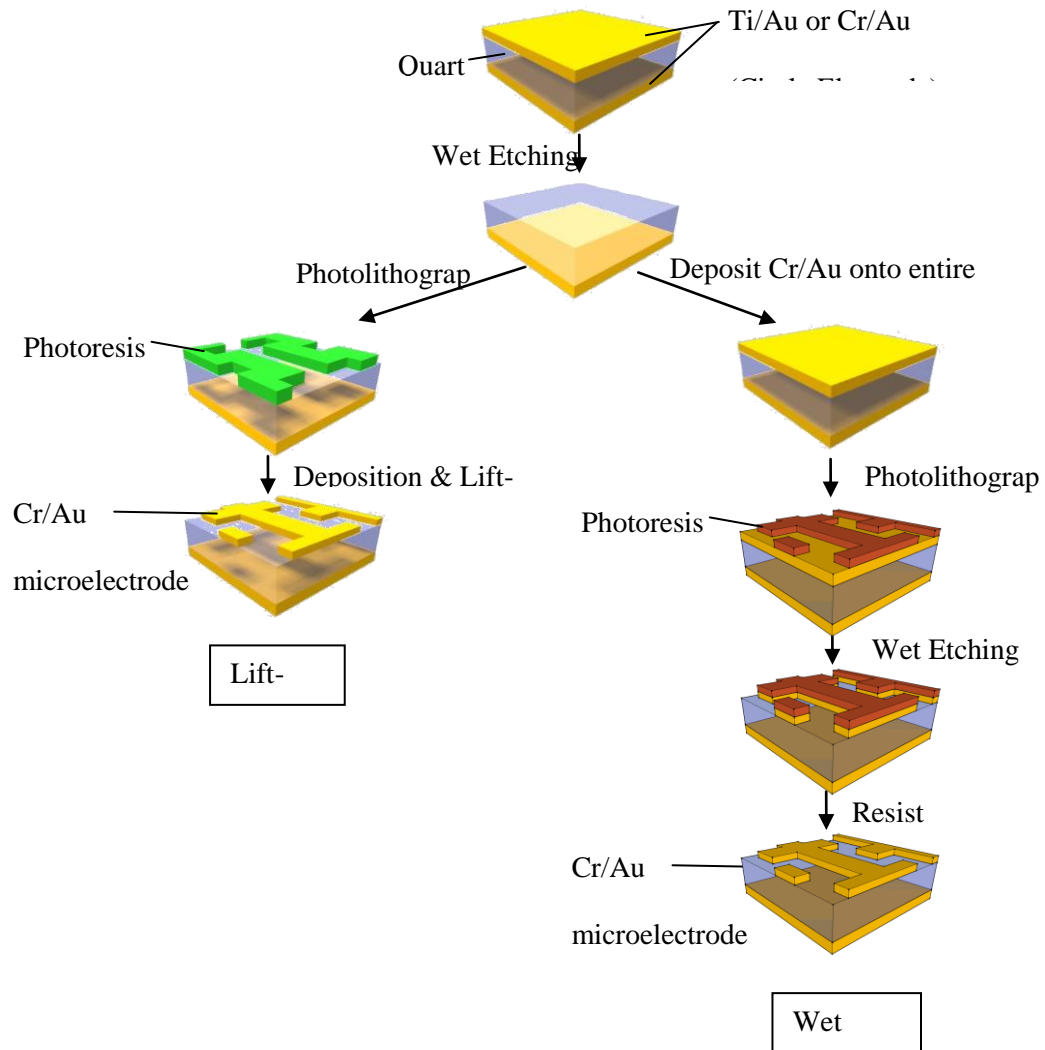 Ti/Au or Cr/Au
Ouart
Wet Etching
Photolithograp
Deposit Cr/Au onto entire
Photoresis
Deposition & Lift-
Photolithograp
Cr/Au
microelectrode
Photoresis
Lift-
Wet Etching
Resist
Cr/Au
microelectrode
Wet